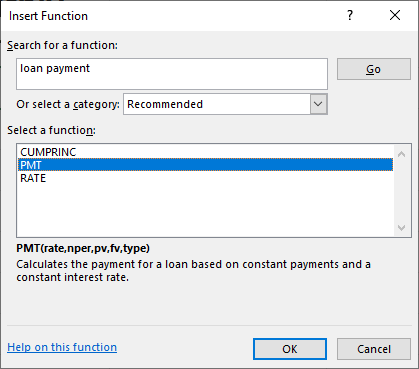 Insert Function
? ×
Search for a function:
loan payment
Go
Or select a category: Recommended
Select a function:
CUMPRINC
PMT
RATE
PMT(rate,nper,pv,fv,type)
Calculates the payment for a loan based on constant payments and a
constant interest rate.
Help on this function
OK
Cancel